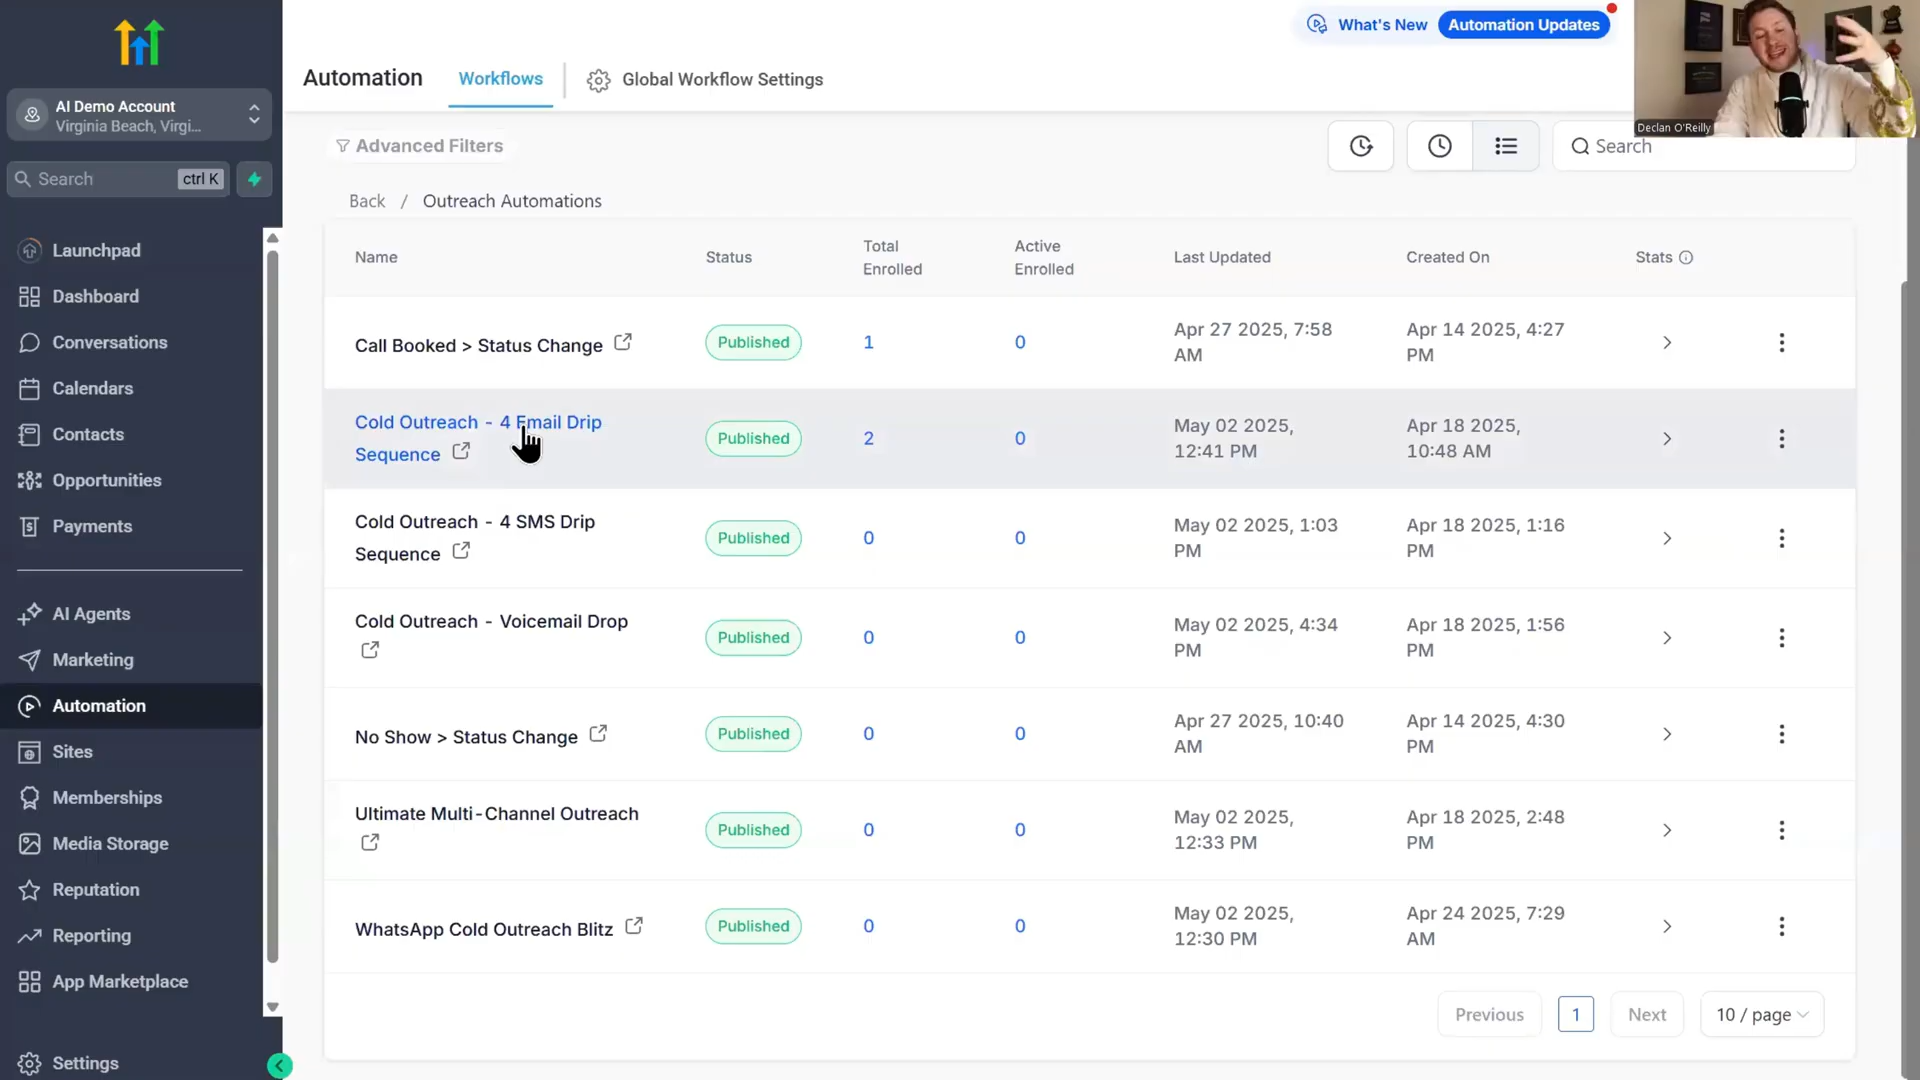 What's New
Automation Updates
Declan O'Reilly
AI Demo Account
Virginia Beach, Virgi...
Search
ctrl K
Launchpad
Dashboard
Conversations
Calendars
Contacts
Opportunities
Payments
AI Agents
Marketing
Automation
Sites
Memberships
Media Storage
Reputation
Reporting
App Marketplace
Settings
Automation
Workflows
Global Workflow Settings
Advanced Filters
Search
Back / Outreach Automations
Name
Status
Total
Enrolled
Active
Enrolled
Last Updated
Created On
Stats
Call Booked > Status Change
Published
1
0
Apr 27 2025, 7:58
AM
Apr 14 2025, 4:27
PM
Cold Outreach - 4 Email Drip
Sequence
Published
2
0
May 02 2025,
12:41 PM
Apr 18 2025,
10:48 AM
Cold Outreach - 4 SMS Drip
Sequence
Published
0
0
May 02 2025, 1:03
PM
Apr 18 2025, 1:16
PM
Cold Outreach - Voicemail Drop
Published
0
0
May 02 2025, 4:34
PM
Apr 18 2025, 1:56
PM
No Show > Status Change
Published
0
0
Apr 27 2025, 10:40
AM
Apr 14 2025, 4:30
PM
Ultimate Multi-Channel Outreach
Published
0
0
May 02 2025,
12:33 PM
Apr 18 2025, 2:48
PM
WhatsApp Cold Outreach Blitz
Published
0
0
May 02 2025,
12:30 PM
Apr 24 2025, 7:29
AM
Previous
1
Next
10 / page